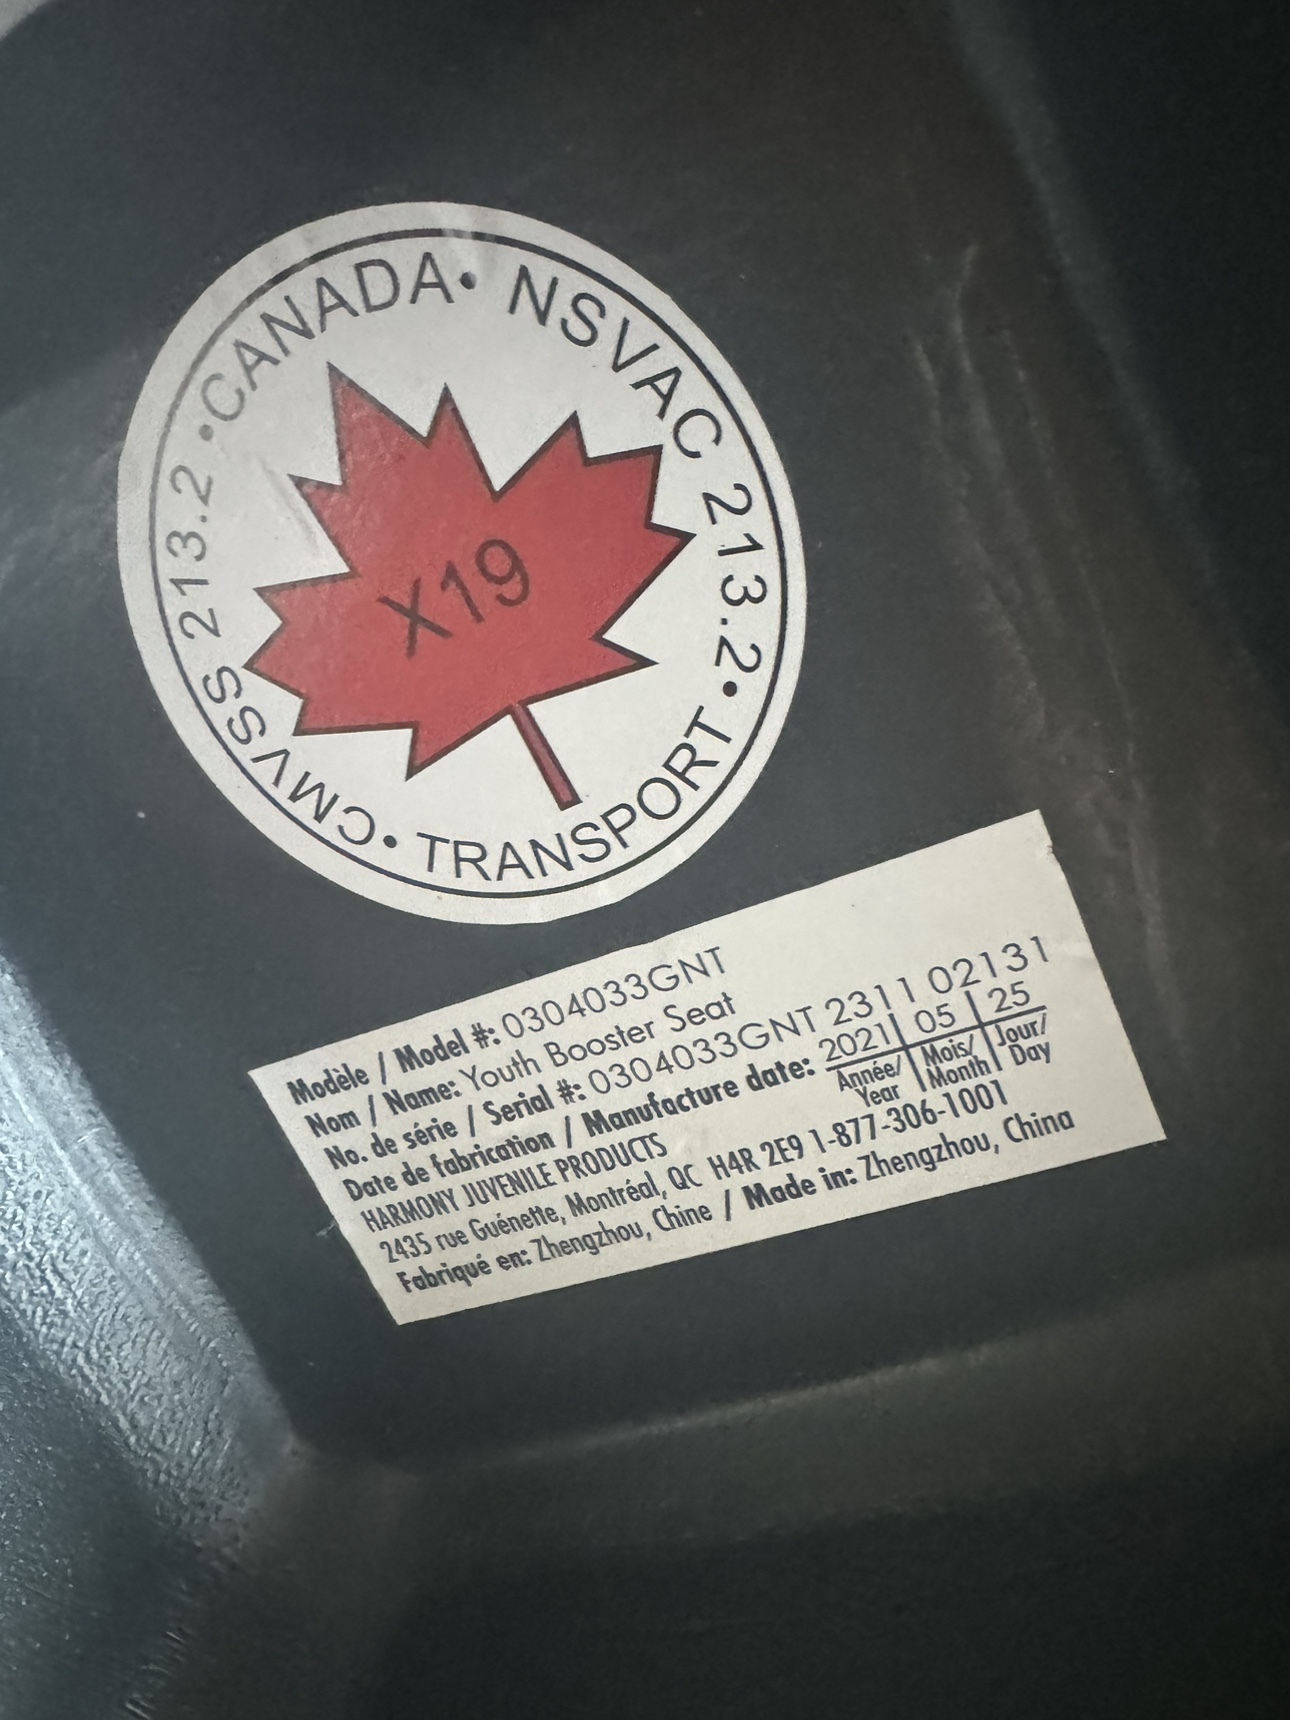 •CANADA• NSVAC 213.2• TRANSPORT •CMVSS 213.2
X19
Modèle / Model #: 0304033GNT
Nom / Name: Youth Booster Seat
No. de série / Serial #: 0304033GNT 2311 02131
Date de fabrication / Manufacture date: 2021 | 05 | 25
Année/ Year | Mois/ Month | Jour/ Day
HARMONY JUVENILE PRODUCTS
2435 rue Guénette, Montréal, QC H4R 2E9 1-877-306-1001
Fabriqué en: Zhengzhou, Chine / Made in: Zhengzhou, China